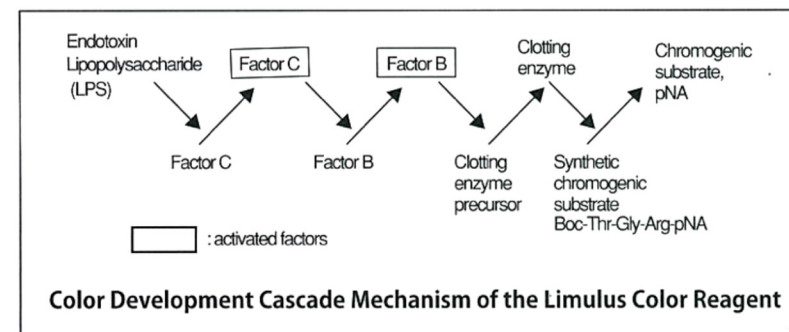 Endotoxin
Lipopolysaccharide
(LPS)
Factor C
Factor B
Clotting
enzyme
Chromogenic
substrate,
pNA
Factor C
Factor B
Clotting
enzyme
precursor
Synthetic
chromogenic
substrate
Boc-Thr-Gly-Arg-pNA
: activated factors
Color Development Cascade Mechanism of the Limulus Color Reagent